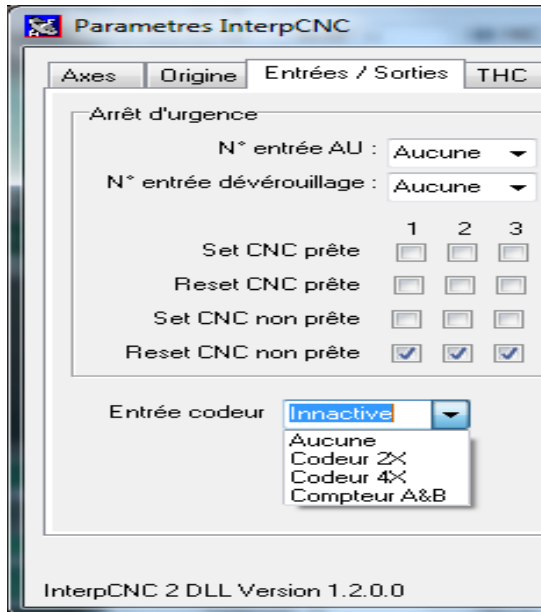 Parametres InterpCNC
Axes Origine Entrées / Sorties THC
Arrêt d'urgence
N° entrée AU : Aucune
N° entrée dévérouillage : Aucune
1 2 3
Set CNC prête
Reset CNC prête
Set CNC non prête
Reset CNC non prête
Entrée codeur Innactive
Aucune
Codeur 2X
Codeur 4X
Compteur A&B
InterpCNC 2 DLL Version 1.2.0.0